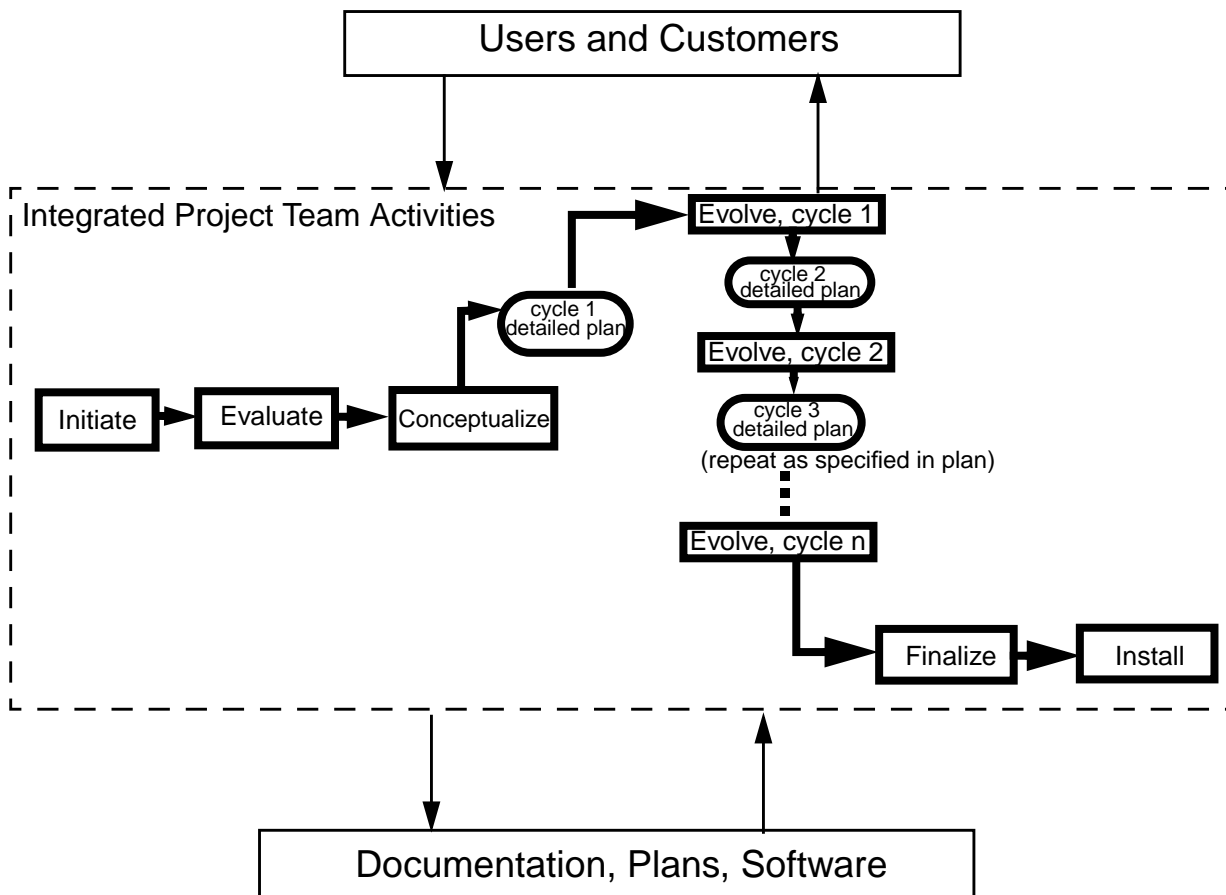 Users and Customers
Integrated Project Team Activities
Evolve, cycle 1
cycle 2
detailed plan
cycle 1
detailed plan
Evolve, cycle 2
Initiate
Evaluate
Conceptualize
cycle 3
detailed plan
(repeat as specified in plan)
Evolve, cycle n
Finalize
Install
Documentation, Plans, Software